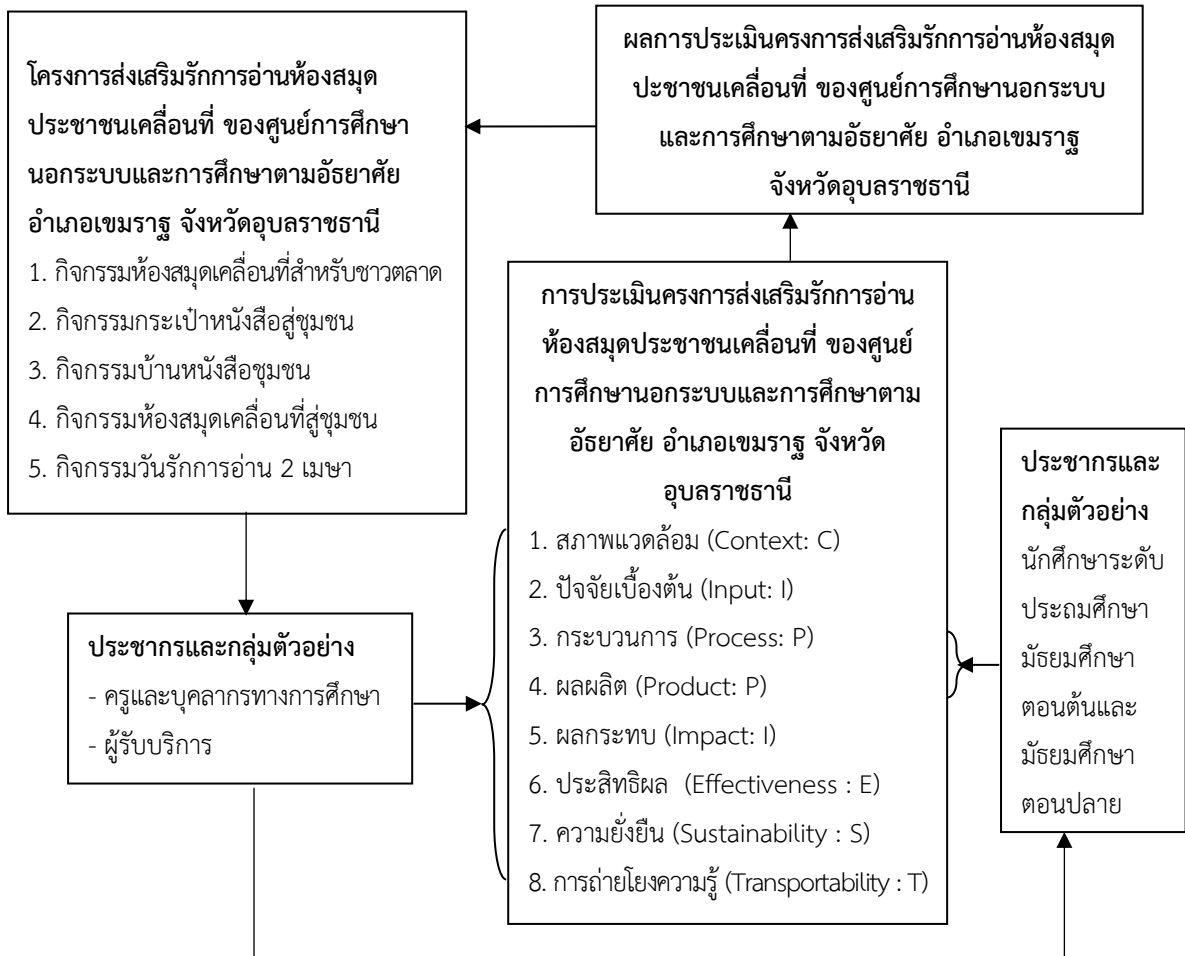 โครงการส่งเสริมรักการอ่านห้องสมุด
ประชาชนเคลื่อนที่ ของศูนย์การศึกษา
นอกระบบและการศึกษาตามอัธยาศัย
อำเภอเขมราฐ จังหวัดอุบลราชธานี
1. กิจกรรมห้องสมุดเคลื่อนที่สำหรับชาวตลาด
2. กิจกรรมกระเป๋าหนังสือสู่ชุมชน
3. กิจกรรมบ้านหนังสือชุมชน
4. กิจกรรมห้องสมุดเคลื่อนที่สู่ชุมชน
5. กิจกรรมวันรักการอ่าน 2 เมษา
ผลการประเมินครงการส่งเสริมรักการอ่านห้องสมุด
ปะชาชนเคลื่อนที่ ของศูนย์การศึกษานอกระบบ
และการศึกษาตามอัธยาศัย อำเภอเขมราฐ
จังหวัดอุบลราชธานี
การประเมินครงการส่งเสริมรักการอ่าน
ห้องสมุดประชาชนเคลื่อนที่ ของศูนย์
การศึกษานอกระบบและการศึกษาตาม
อัธยาศัย อำเภอเขมราฐ จังหวัด
อุบลราชธานี
1. สภาพแวดล้อม (Context: C)
2. ปัจจัยเบื้องต้น (Input: I)
3. กระบวนการ (Process: P)
4. ผลผลิต (Product: P)
5. ผลกระทบ (Impact: I)
6. ประสิทธิผล (Effectiveness : E)
7. ความยั่งยืน (Sustainability : S)
8. การถ่ายโยงความรู้ (Transportability : T)
ประชากรและกลุ่มตัวอย่าง
- ครูและบุคลากรทางการศึกษา
- ผู้รับบริการ
ประชากรและ
กลุ่มตัวอย่าง
นักศึกษาระดับ
ประถมศึกษา
มัธยมศึกษา
ตอนต้นและ
มัธยมศึกษา
ตอนปลาย